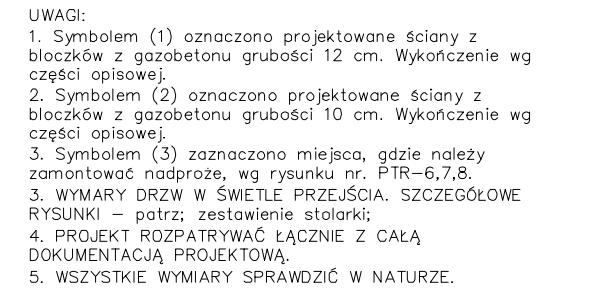 UWAGI:
1. Symbolem (1) oznaczono projektowane ściany z
bloczków z gazobetonu grubości 12 cm. Wykończenie wg
części opisowej.
2. Symbolem (2) oznaczono projektowane ściany z
bloczków z gazobetonu grubości 10 cm. Wykończenie wg
części opisowej.
3. Symbolem (3) zaznaczono miejsca, gdzie należy
zamontować nadproże, wg rysunku nr. PTR-6,7,8.
3. WYMARY DRZW W ŚWIETLE PRZEJŚCIA. SZCZEGÓŁOWE
RYSUNKI - patrz; zestawienie stolarki;
4. PROJEKT ROZPATRYWAĆ ŁĄCZNIE Z CAŁĄ
DOKUMENTACJĄ PROJEKTOWĄ.
5. WSZYSTKIE WYMIARY SPRAWDZIĆ W NATURZE.